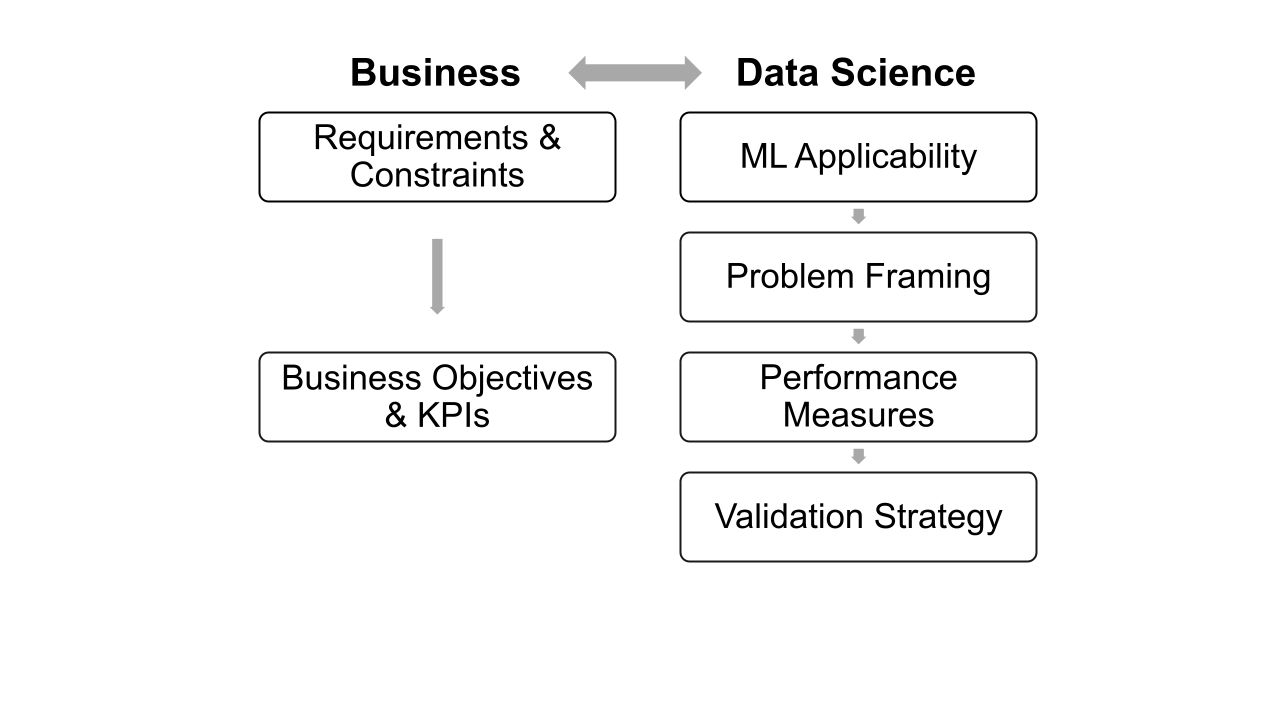 Business
Data Science
Requirements &
Constraints
ML Applicability
Problem Framing
Business Objectives
& KPIs
Performance
Measures
Validation Strategy